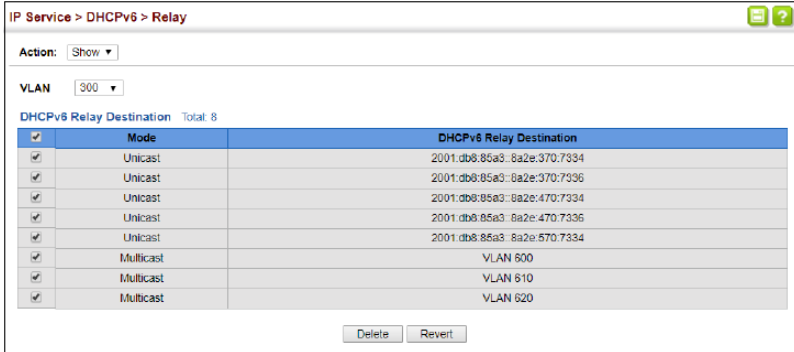 IP Service > DHCPv6 > Relay
?
Action: Show
VLAN 300
DHCPv6 Relay Destination Total: 8
Mode DHCPv6 Relay Destination
Unicast 2001:db8:85a3::8a2e:370:7334
Unicast 2001:db8:85a3::8a2e:370:7336
Unicast 2001:db8:85a3::8a2e:470:7334
Unicast 2001:db8:85a3::8a2e:470:7336
Unicast 2001:db8:85a3::8a2e:570:7334
Multicast VLAN 600
Multicast VLAN 610
Multicast VLAN 620
Delete Revert